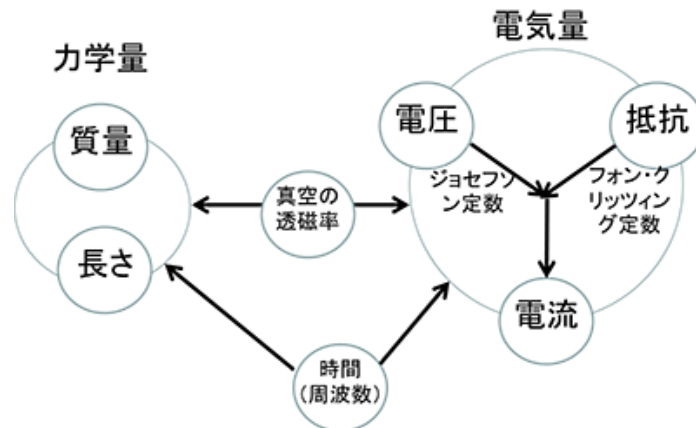 力学量
電気量
質量
長さ
真空の
透磁率
電圧
抵抗
ジョセフソ
ン定数
フォン・ク
リッツィン
グ定数
電流
時間
(周波数)